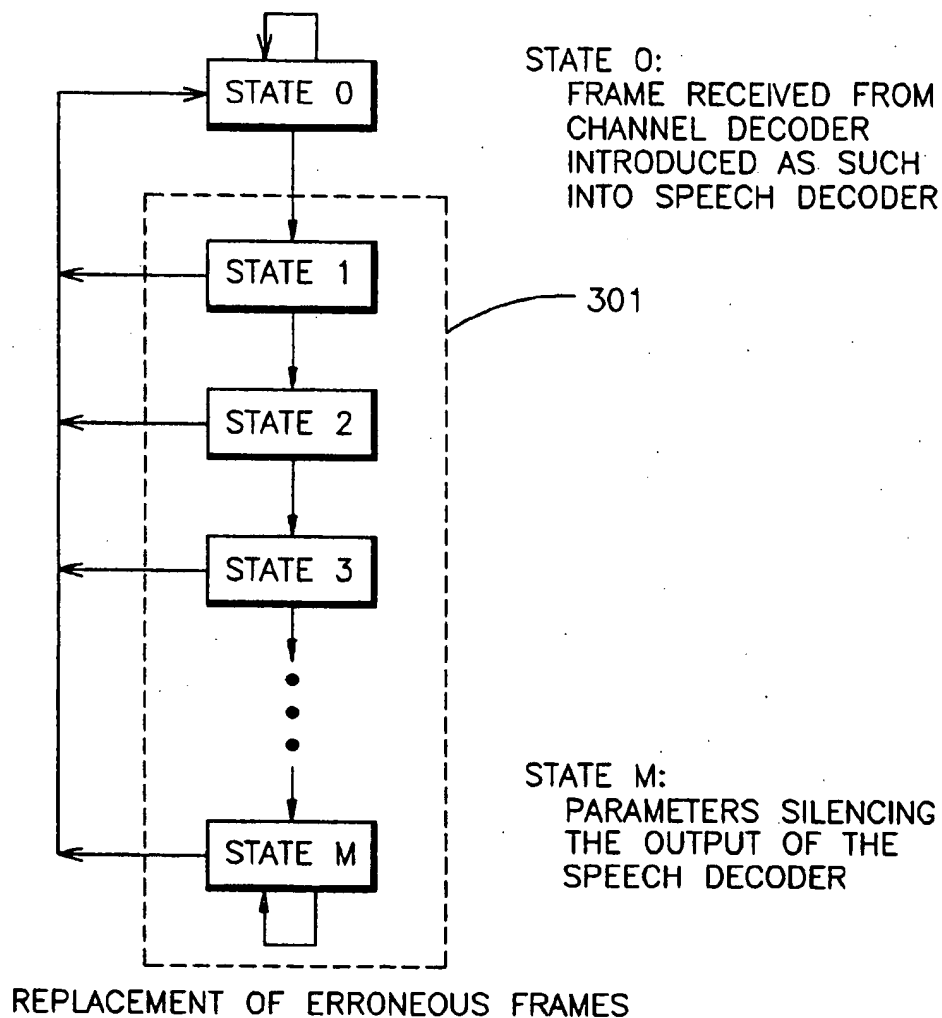 STATE 0
STATE 0:
FRAME RECEIVED FROM
CHANNEL DECODER
INTRODUCED AS SUCH
INTO SPEECH DECODER
STATE 1
301
STATE 2
STATE 3
STATE M:
PARAMETERS SILENCING
THE OUTPUT OF THE
SPEECH DECODER
STATE M
REPLACEMENT OF ERRONEOUS FRAMES